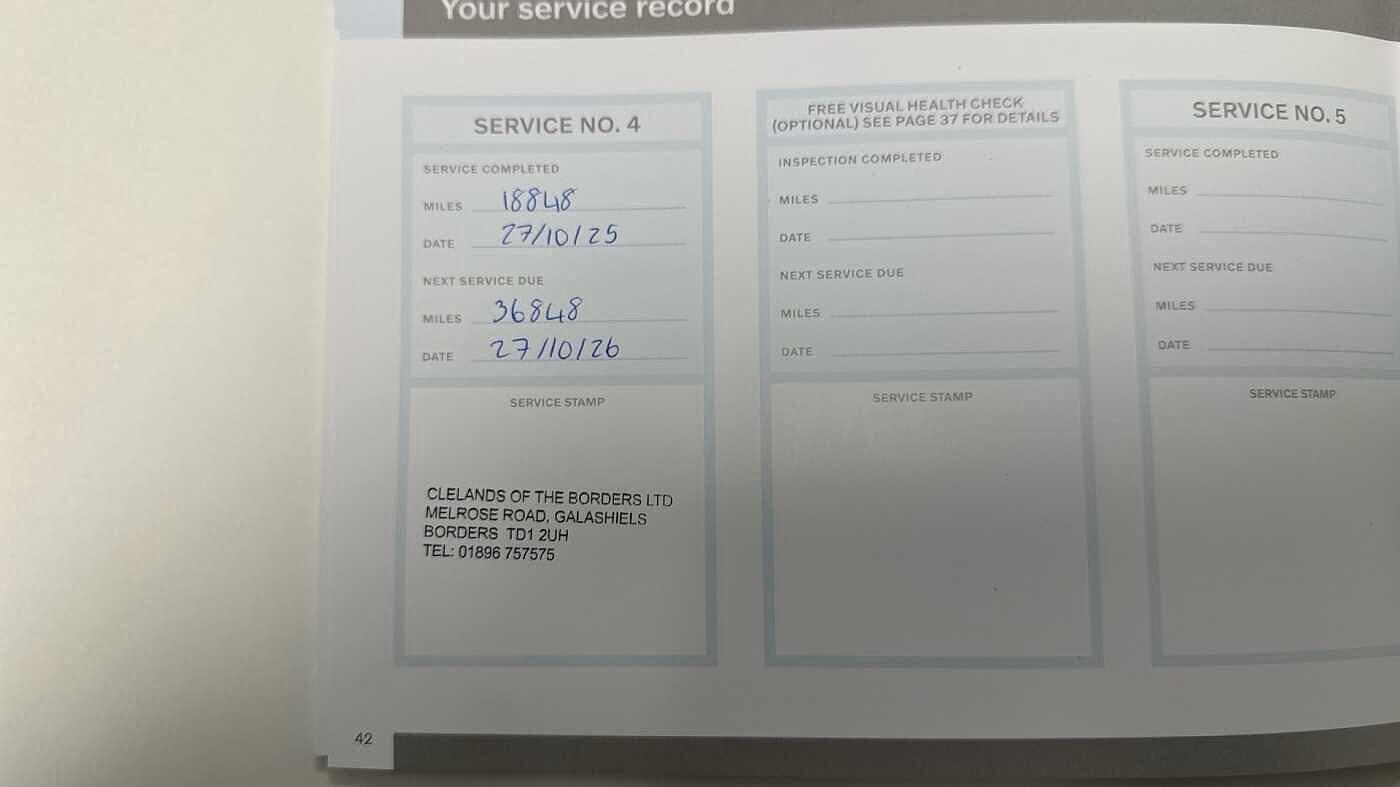 Your service record
SERVICE NO. 4
SERVICE COMPLETED
MILES 18848
DATE 27/10/25
NEXT SERVICE DUE
MILES 36848
DATE 27/10/26
SERVICE STAMP
CLELANDS OF THE BORDERS LTD
MELROSE ROAD, GALASHIELS
BORDERS TD1 2UH
TEL: 01896 757575
FREE VISUAL HEALTH CHECK
(OPTIONAL) SEE PAGE 37 FOR DETAILS
INSPECTION COMPLETED
MILES
DATE
NEXT SERVICE DUE
MILES
DATE
SERVICE STAMP
SERVICE NO. 5
SERVICE COMPLETED
MILES
DATE
NEXT SERVICE DUE
MILES
DATE
SERVICE STAMP
42